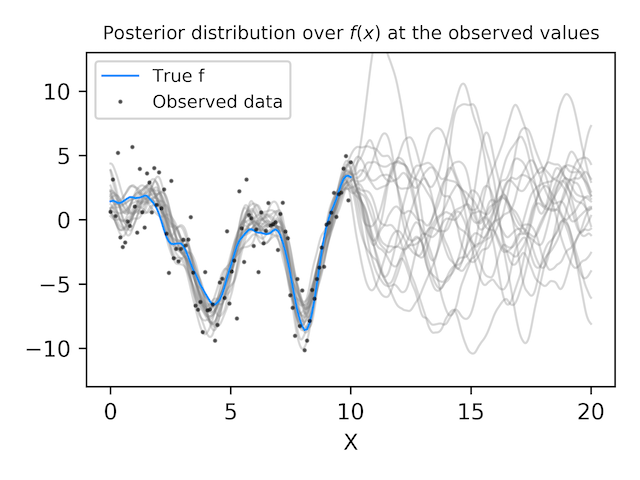 Posterior distribution over f(x) at the observed values
True f
Observed data
10
5
0
−5
−10
0 5 10 15 20
X